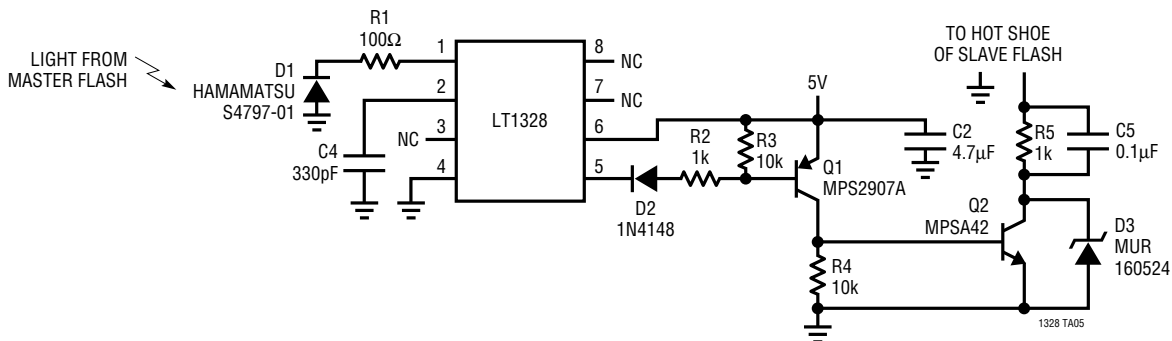 LIGHT FROM
MASTER FLASH
D1
HAMAMATSU
S4797-01
R1
100Ω
C4
330pF
1
2
NC 3
4
LT1328
8 NC
7 NC
6
5
D2
1N4148
R2
1k
R3
10k
5V
Q1
MPS2907A
R4
10k
C2
4.7µF
TO HOT SHOE
OF SLAVE FLASH
R5
1k
C5
0.1µF
Q2
MPSA42
D3
MUR
160524
1328 TA05